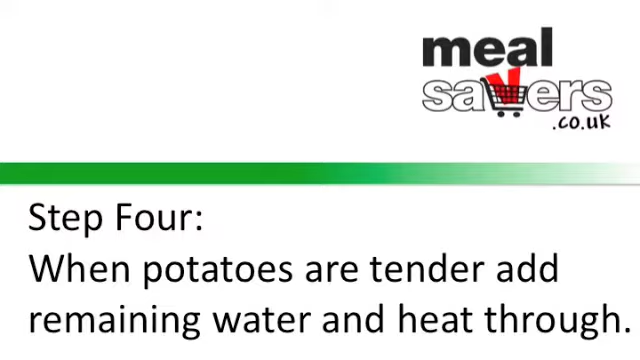 meal
savers
.co.uk
Step Four:
When potatoes are tender add
remaining water and heat through.